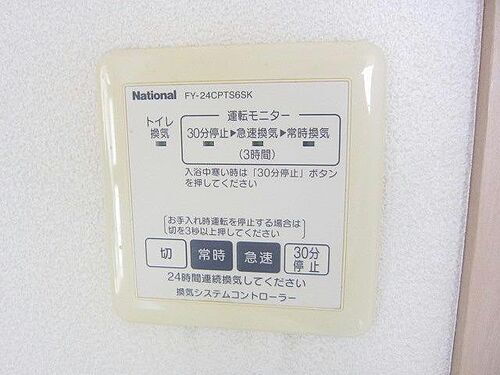 National FY-24CPTS6SK
運転モニター
トイレ
換気
30分停止▶急速換気▶常時換気
(3時間)
入浴中寒い時は「30分停止」ボタン
を押してください
お手入れ時運転を停止する場合は
切を3秒以上押してください
切 常時 急速 30分
停止
24時間連続換気してください
換気システムコントローラー